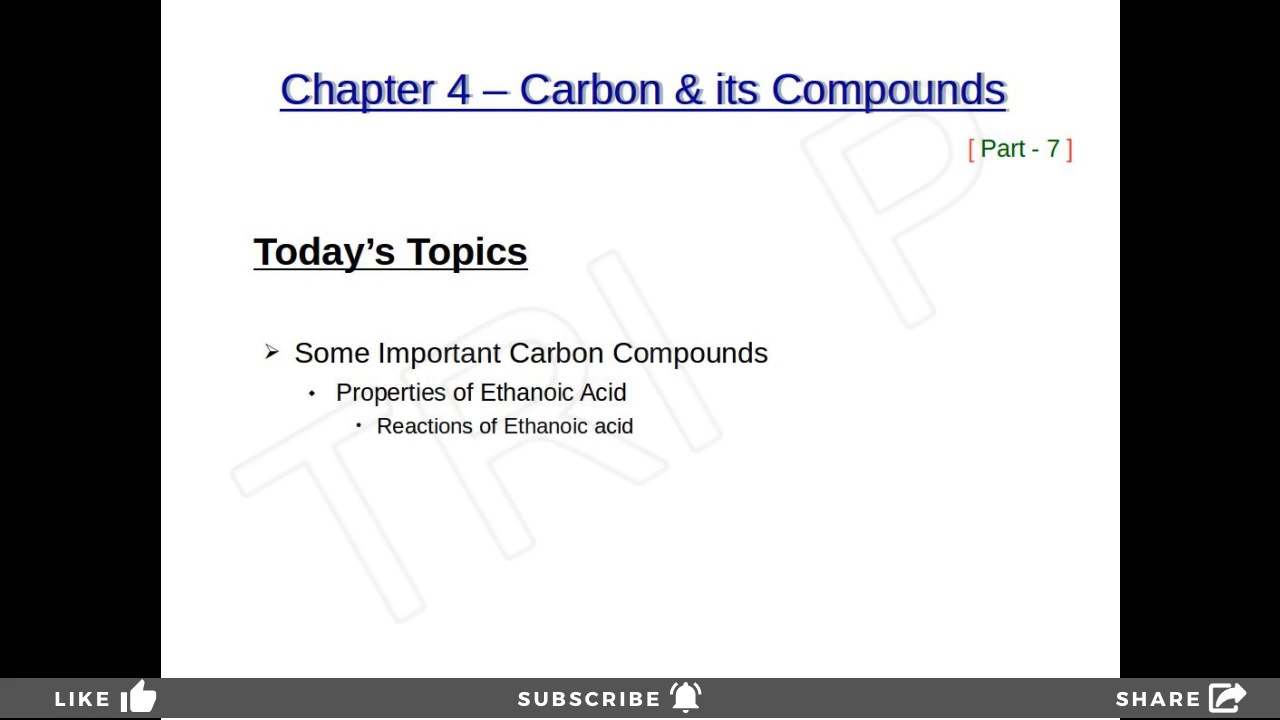 Chapter 4 – Carbon & its Compounds
[ Part - 7 ]
Today’s Topics
Some Important Carbon Compounds
Properties of Ethanoic Acid
Reactions of Ethanoic acid
TRI P
LIKE
SUBSCRIBE
SHARE